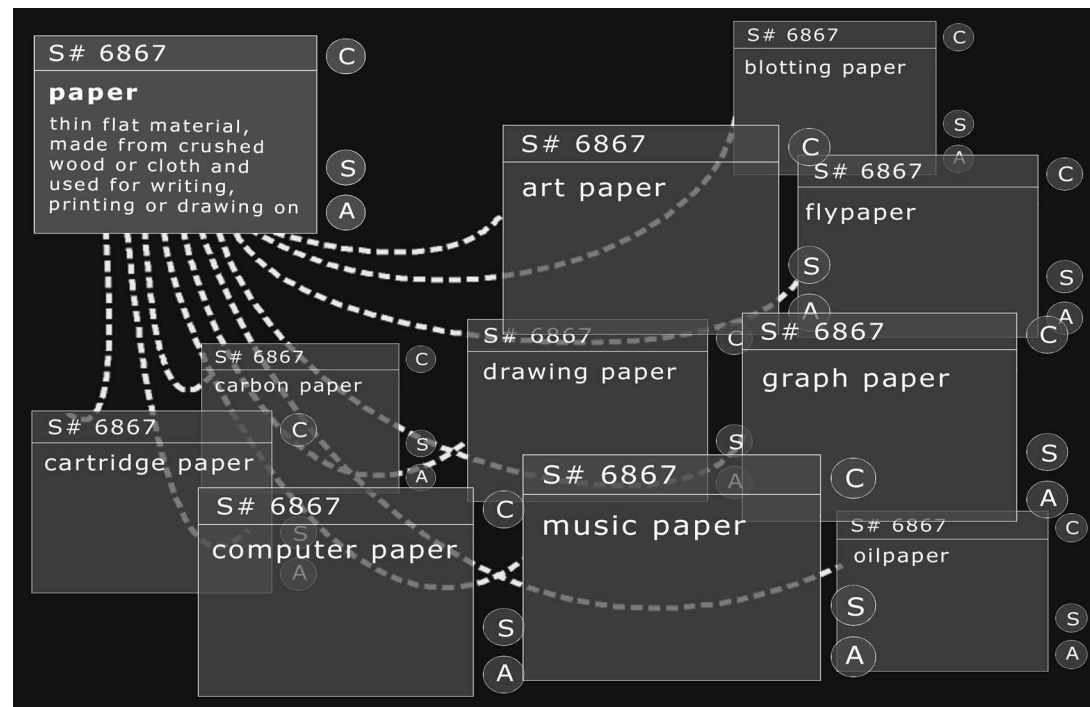 S# 6867
C
paper
thin flat material,
made from crushed
wood or cloth and
used for writing,
printing or drawing on
S
A
S# 6867
C
blotting paper
S
A
S# 6867
C
art paper
S
A
S# 6867
C
flypaper
S
A
S# 6867
C
drawing paper
S
A
S# 6867
C
graph paper
S
A
S# 6867
C
carbon paper
S
A
S# 6867
C
cartridge paper
S
A
S# 6867
C
computer paper
S
A
S# 6867
C
music paper
S
A
S# 6867
C
oilpaper
S
A